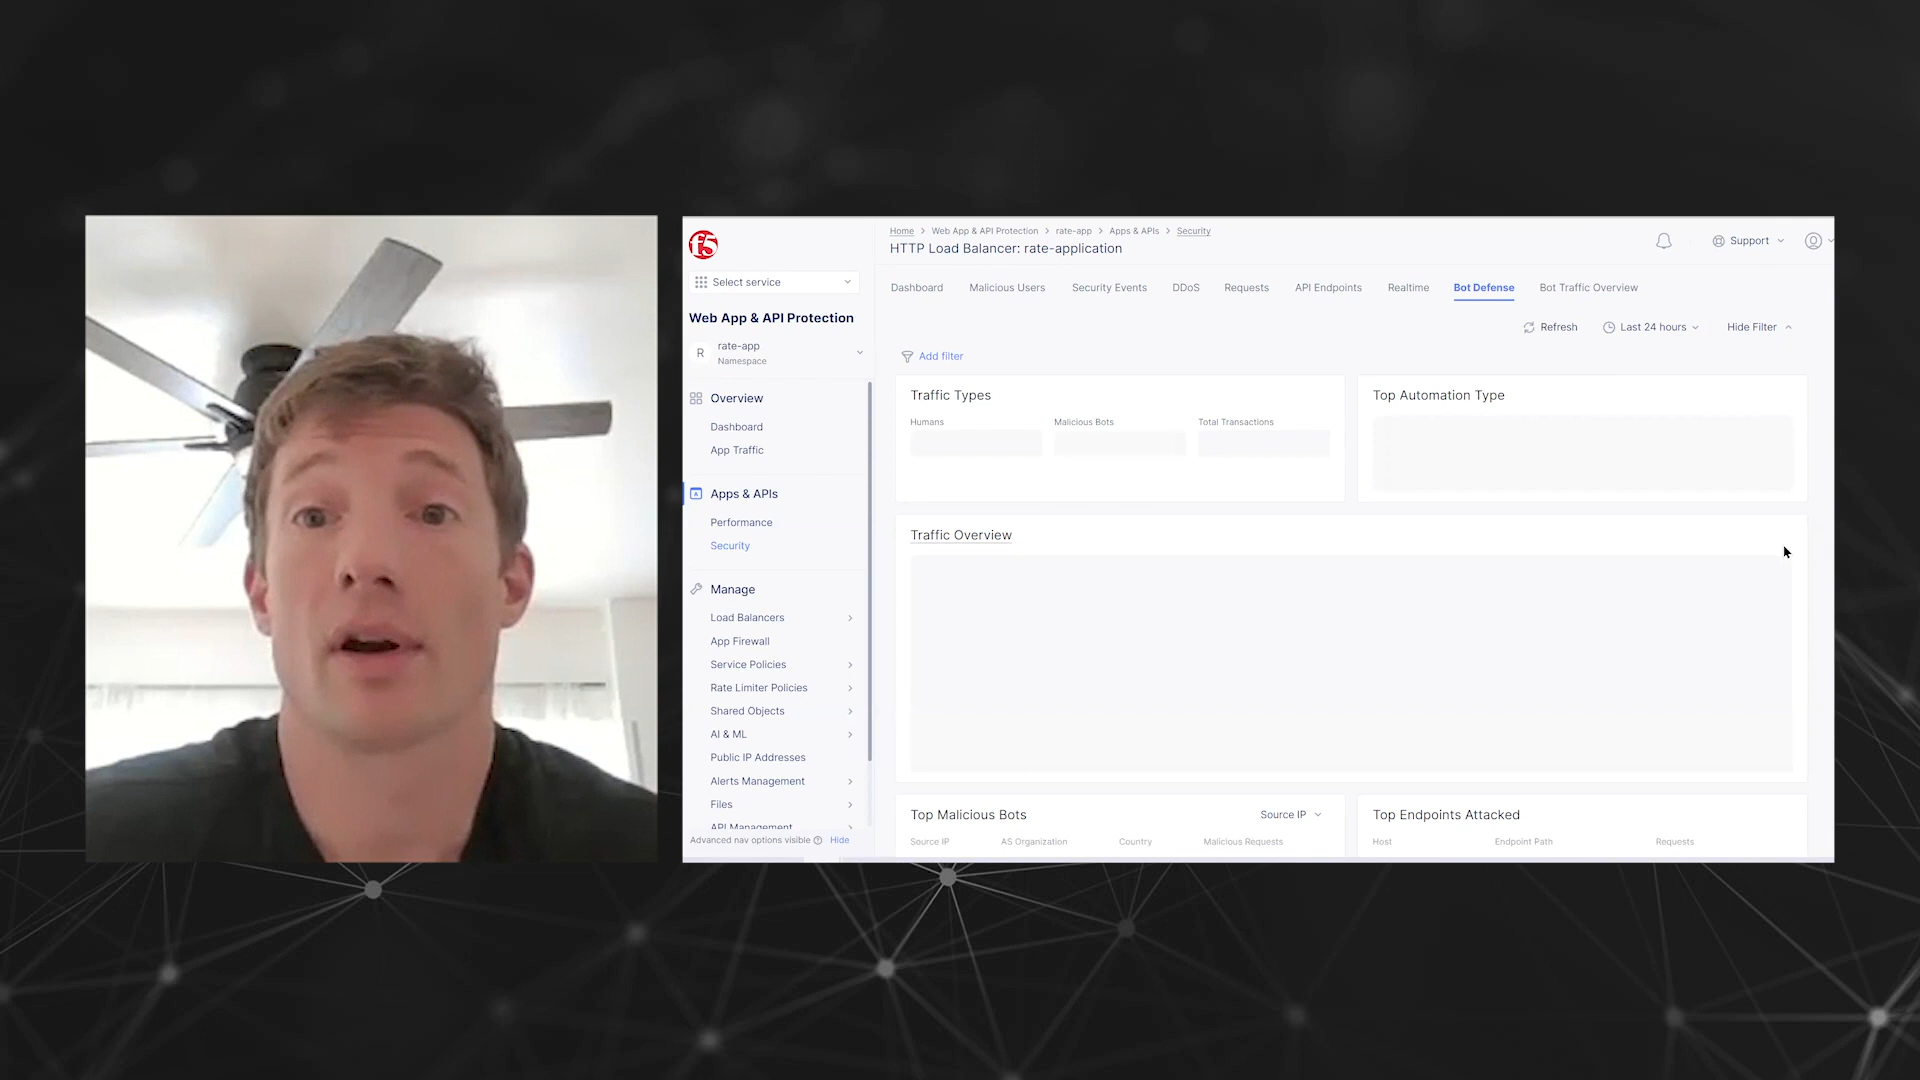 f5
Home > Web App & API Protection > rate-app > Apps & APIs > Security
HTTP Load Balancer: rate-application
Support
Select service
Dashboard Malicious Users Security Events DDoS Requests API Endpoints Realtime Bot Defense Bot Traffic Overview
Web App & API Protection
Refresh Last 24 hours Hide Filter
R rate-app
Namespace
Add filter
Overview
Dashboard
App Traffic
Apps & APIs
Performance
Security
Manage
Load Balancers
App Firewall
Service Policies
Rate Limiter Policies
Shared Objects
AI & ML
Public IP Addresses
Alerts Management
Files
API Management
Advanced nav options visible Hide
Traffic Types
Humans Malicious Bots Total Transactions
Top Automation Type
Traffic Overview
Top Malicious Bots Source IP
Source IP AS Organization Country Malicious Requests
Top Endpoints Attacked
Host Endpoint Path Requests